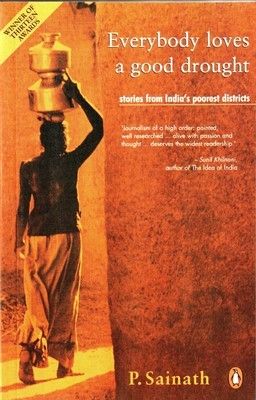 WINNER OF
THIRTEEN
AWARDS
Everybody loves
a good drought
stories from India's poorest districts
'Journalism of a high order: pointed,
well researched ... alive with passion and
thought ... deserves the widest readership.'
— Sunil Khilnani,
author of The Idea of India
P. Sainath